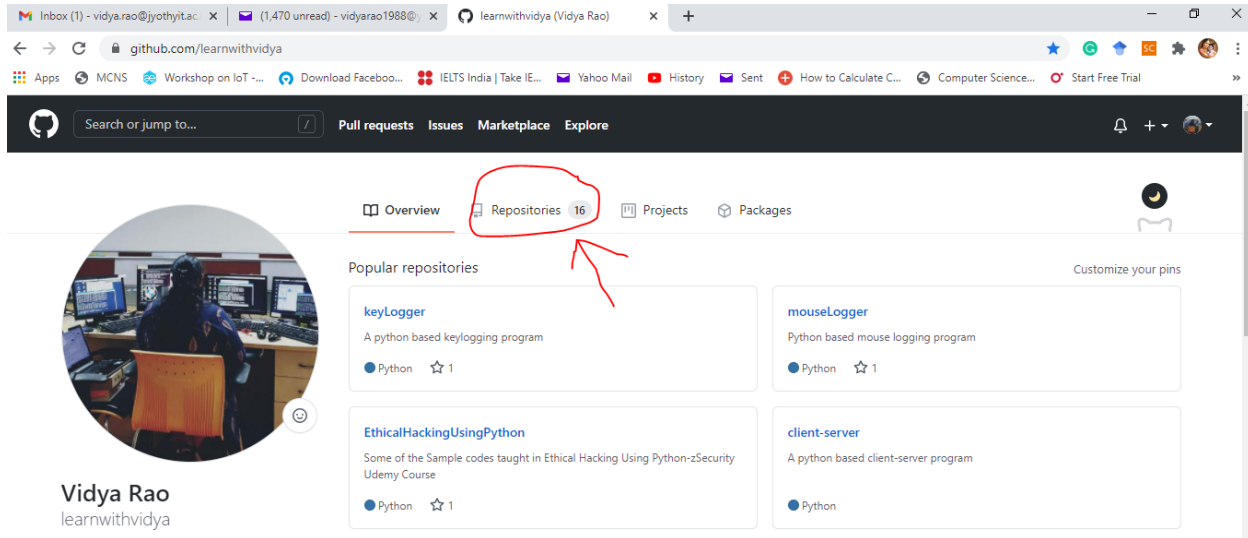 Inbox (1) - vidya.rao@jyothyit.ac.
(1,470 unread) - vidyarao1988@
learnwithvidya (Vidya Rao)
github.com/learnwithvidya
Apps MCNS Workshop on IoT -... Download Faceboo... IELTS India | Take IE... Yahoo Mail History Sent How to Calculate C... Computer Science... Start Free Trial »
Search or jump to... / Pull requests Issues Marketplace Explore
Overview Repositories 16 Projects Packages
Popular repositories Customize your pins
keyLogger
A python based keylogging program
Python 1
mouseLogger
Python based mouse logging program
Python 1
EthicalHackingUsingPython
Some of the Sample codes taught in Ethical Hacking Using Python-zSecurity
Udemy Course
Python 1
client-server
A python based client-server program
Python
Vidya Rao
learnwithvidya